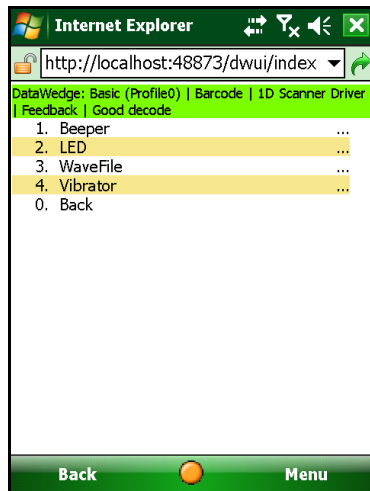 Internet Explorer
http://localhost:48873/dwui/index
DataWedge: Basic (Profile0) | Barcode | 1D Scanner Driver
| Feedback | Good decode
1. Beeper ...
2. LED ...
3. WaveFile ...
4. Vibrator ...
0. Back
Back Menu